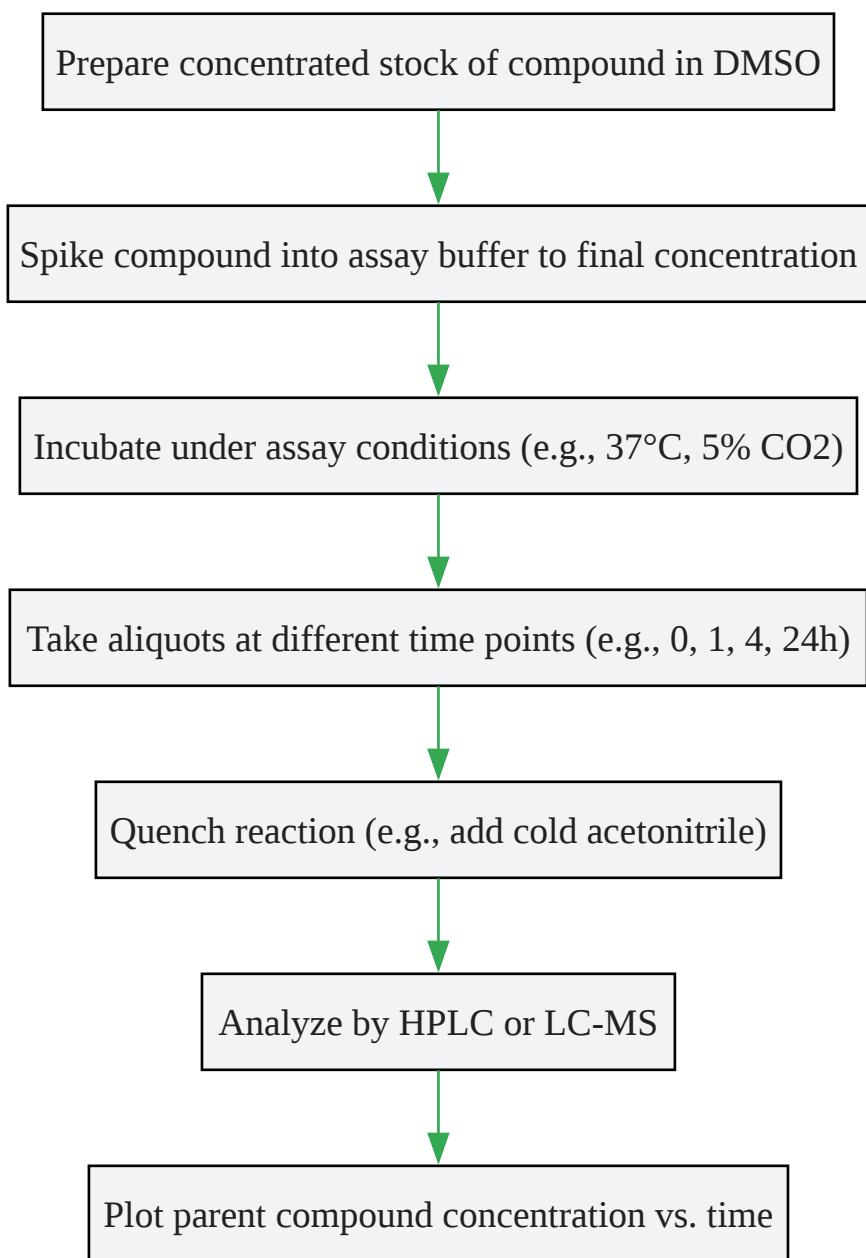 Prepare concentrated stock of compound in DMSO
Spike compound into assay buffer to final concentration
Incubate under assay conditions (e.g., 37°C, 5% CO2)
Take aliquots at different time points (e.g., 0, 1, 4, 24h)
Quench reaction (e.g., add cold acetonitrile)
Analyze by HPLC or LC-MS
Plot parent compound concentration vs. time